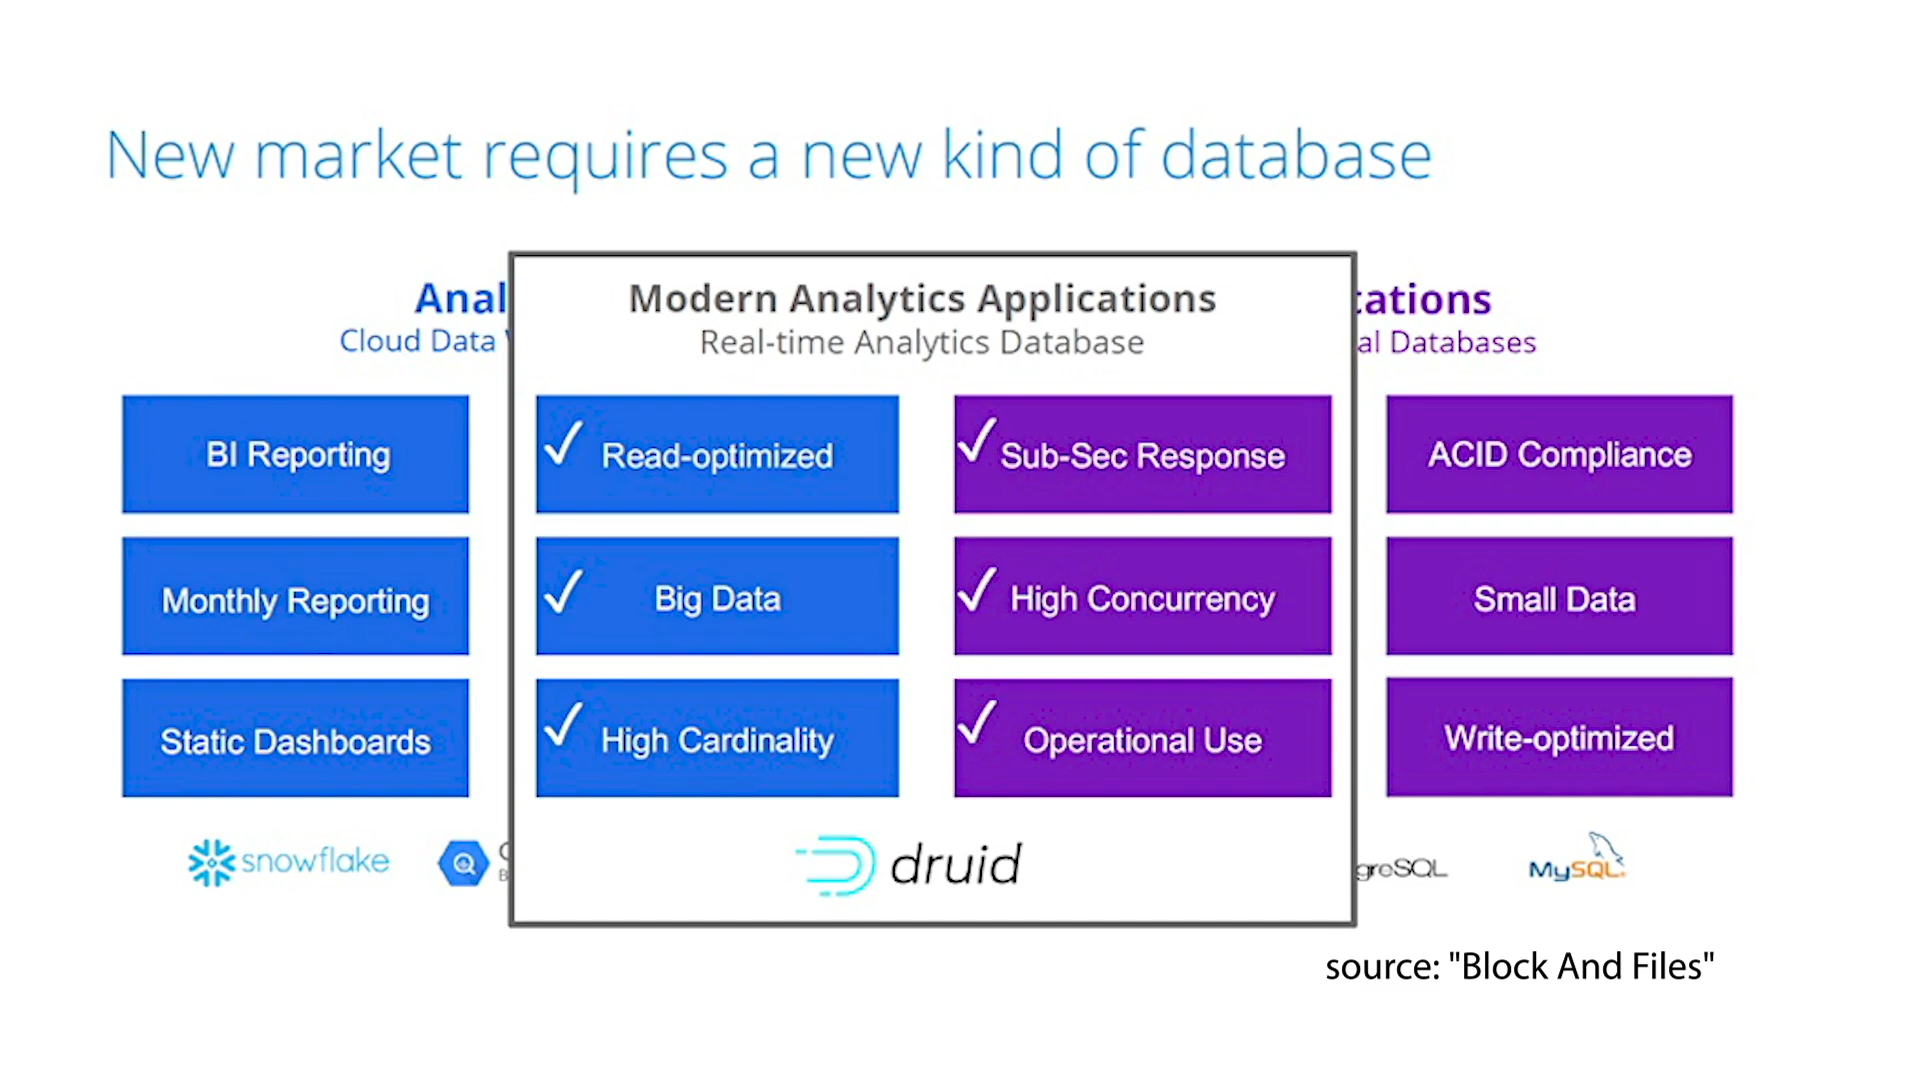 New market requires a new kind of database
Anal
Cloud Data
Modern Analytics Applications
Real-time Analytics Database
cations
al Databases
BI Reporting
Monthly Reporting
Static Dashboards
✓ Read-optimized
✓ Big Data
✓ High Cardinality
✓ Sub-Sec Response
✓ High Concurrency
✓ Operational Use
ACID Compliance
Small Data
Write-optimized
snowflake
druid
greSQL
MySQL
source: "Block And Files"